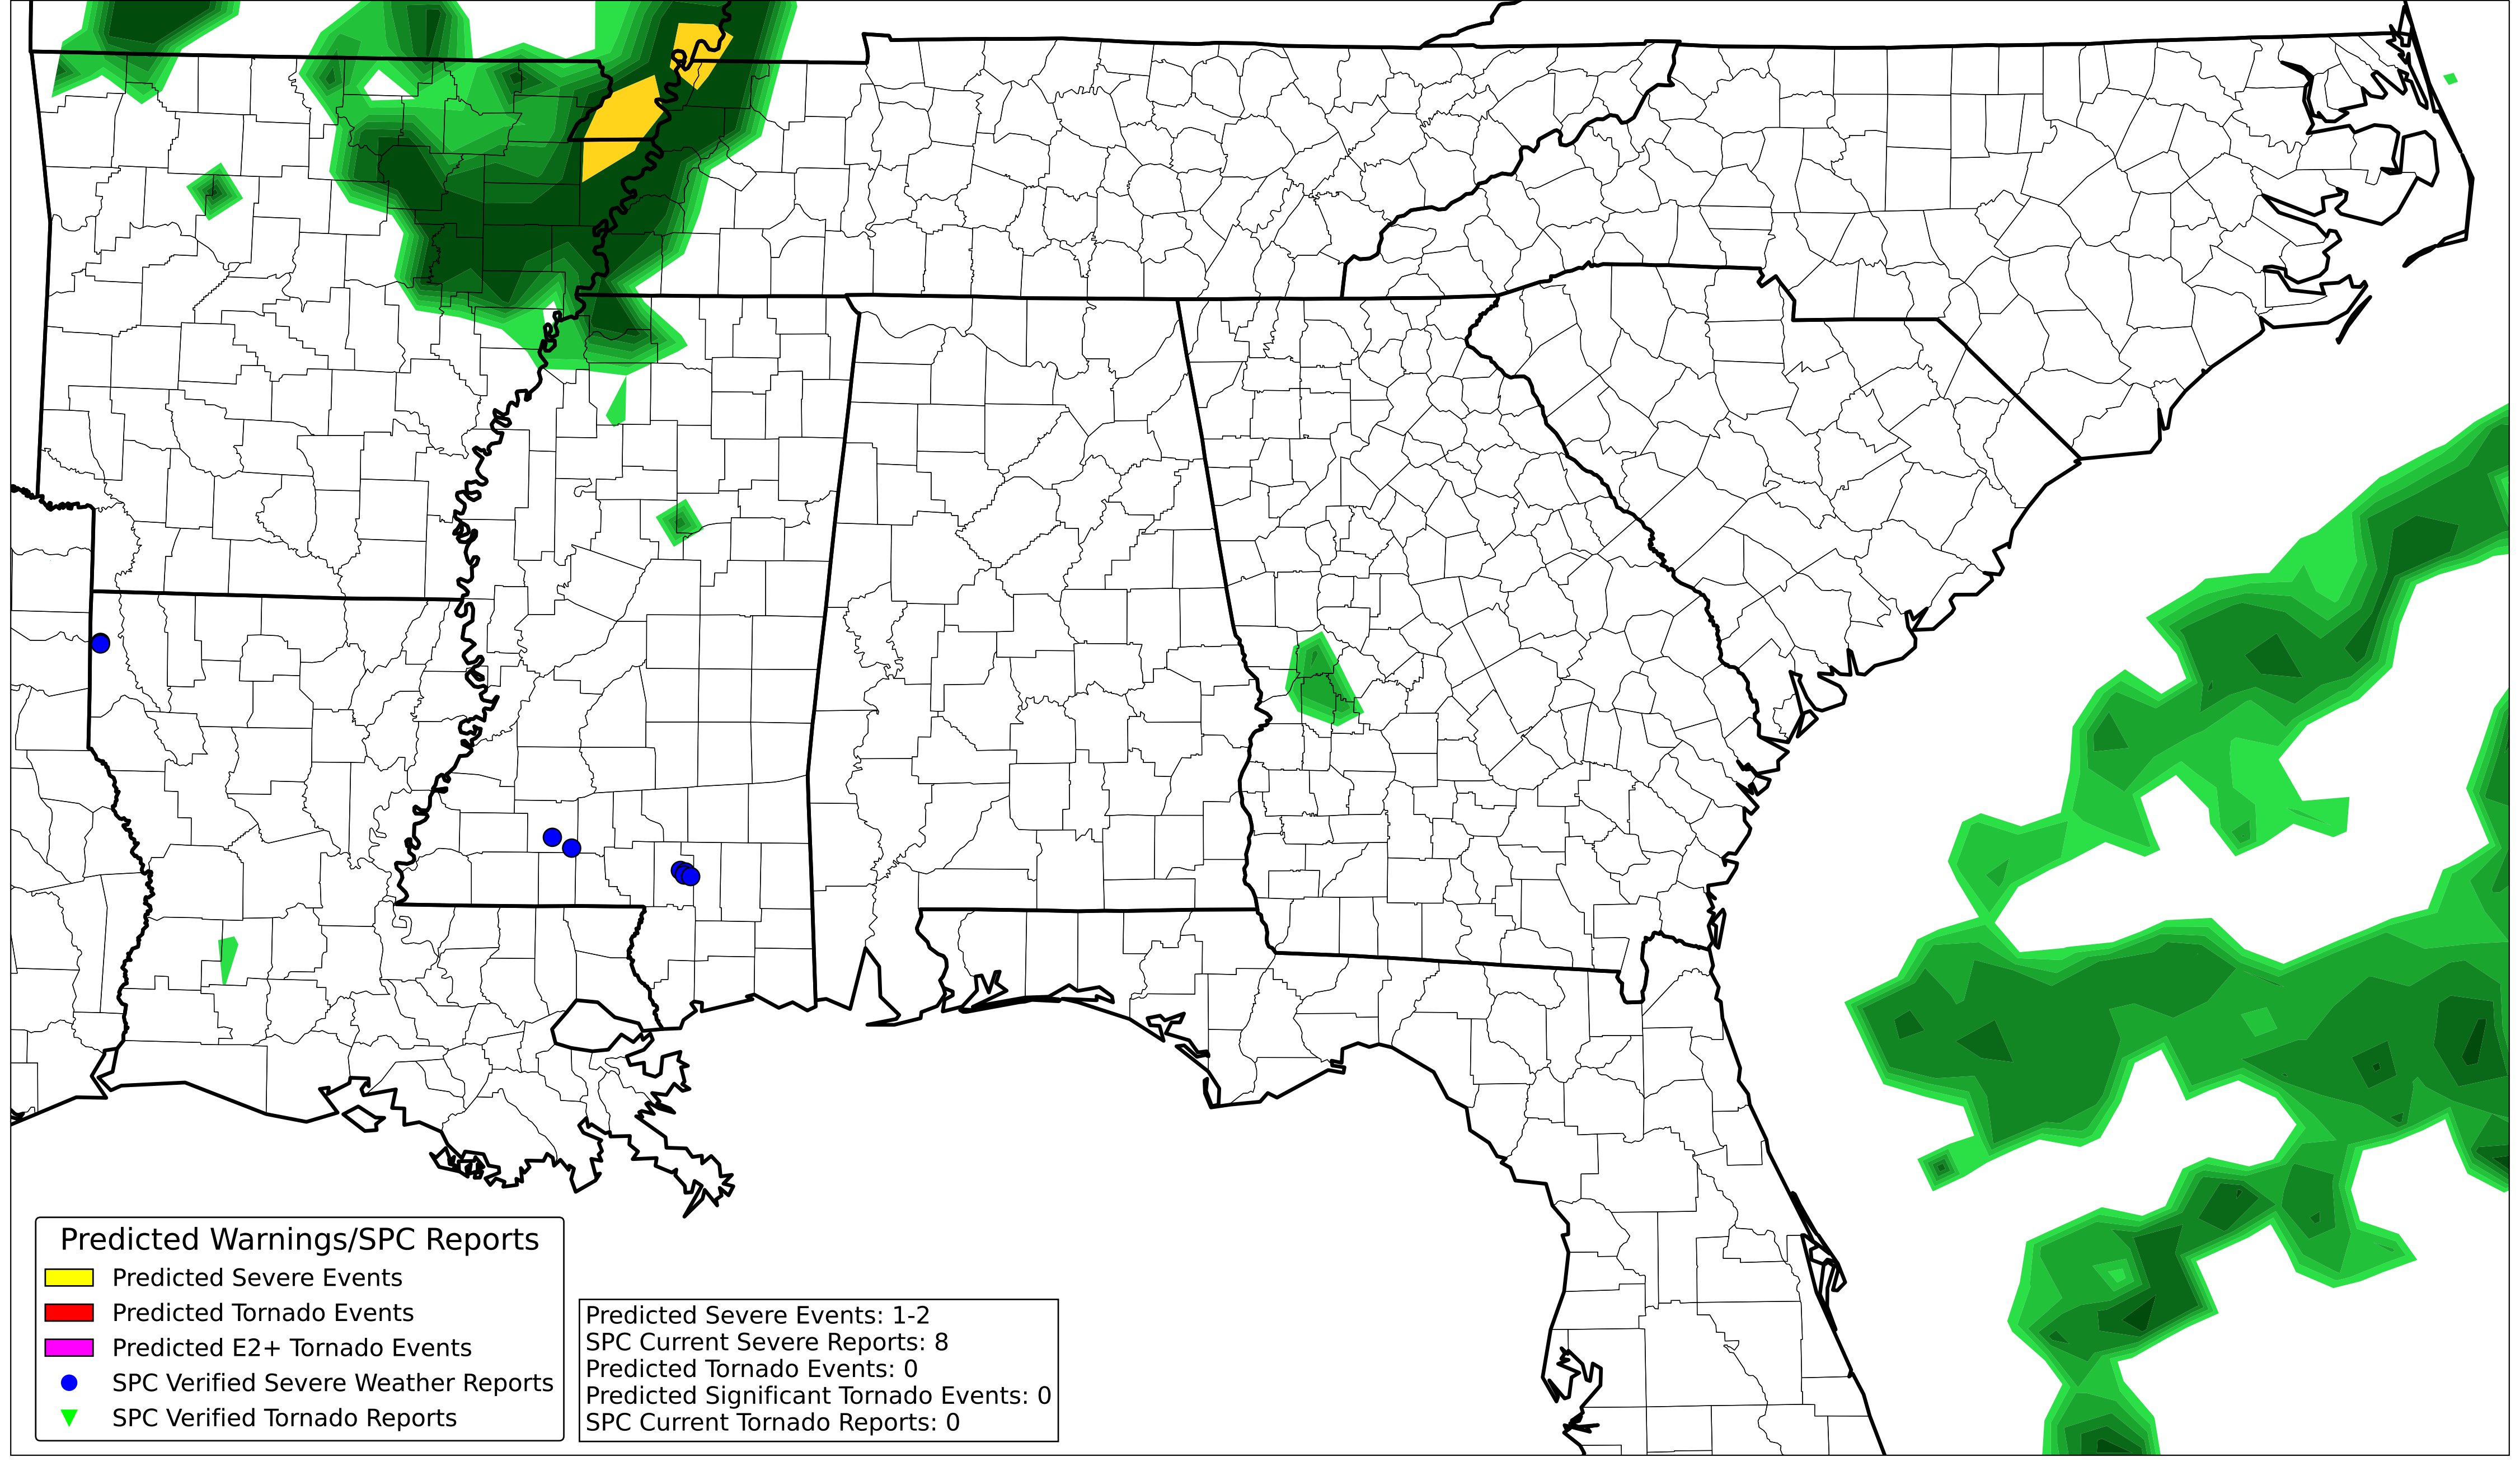 Predicted Warnings/SPC Reports
Predicted Severe Events
Predicted Tornado Events
Predicted E2+ Tornado Events
SPC Verified Severe Weather Reports
SPC Verified Tornado Reports
Predicted Severe Events: 1-2
SPC Current Severe Reports: 8
Predicted Tornado Events: 0
Predicted Significant Tornado Events: 0
SPC Current Tornado Reports: 0